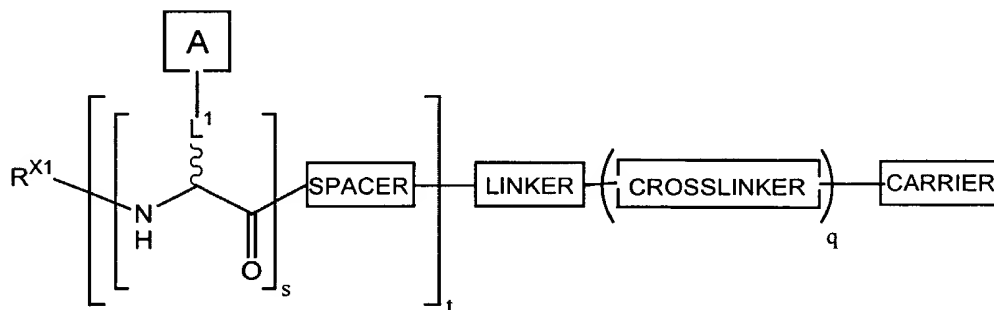 A
L1
RX1
SPACER
LINKER
CROSSLINKER
CARRIER
N
H
O
s
t
q